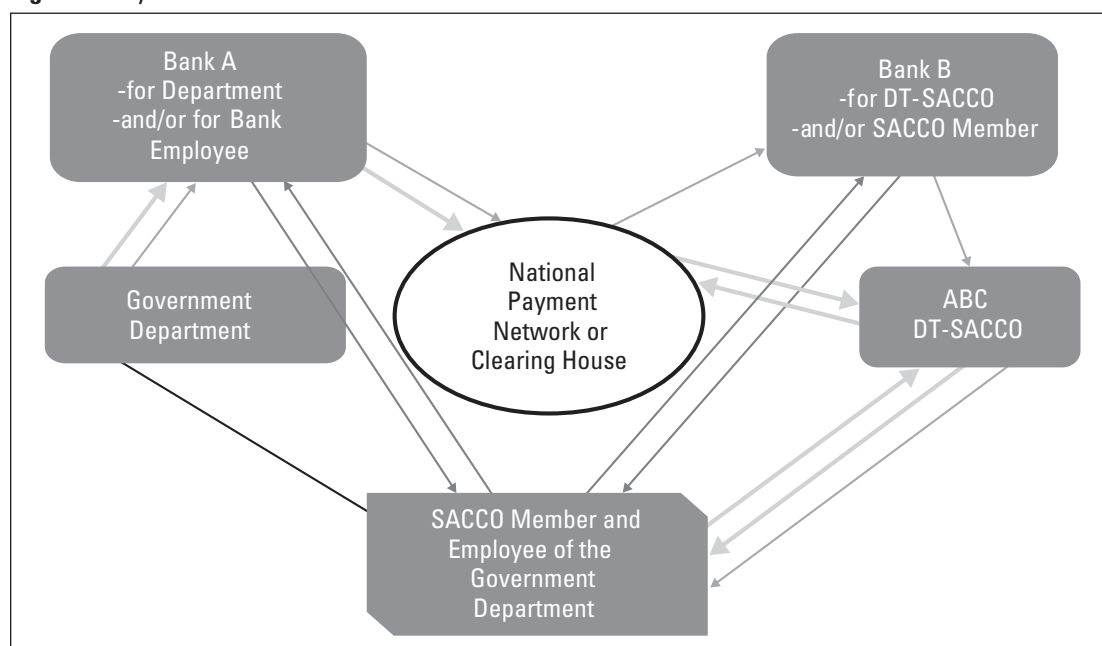 Bank A
-for Department
-and/or for Bank
Employee
Bank B
-for DT-SACCO
-and/or SACCO Member
National
Payment
Network or
Clearing House
Government
Department
ABC
DT-SACCO
SACCO Member and
Employee of the
Government
Department